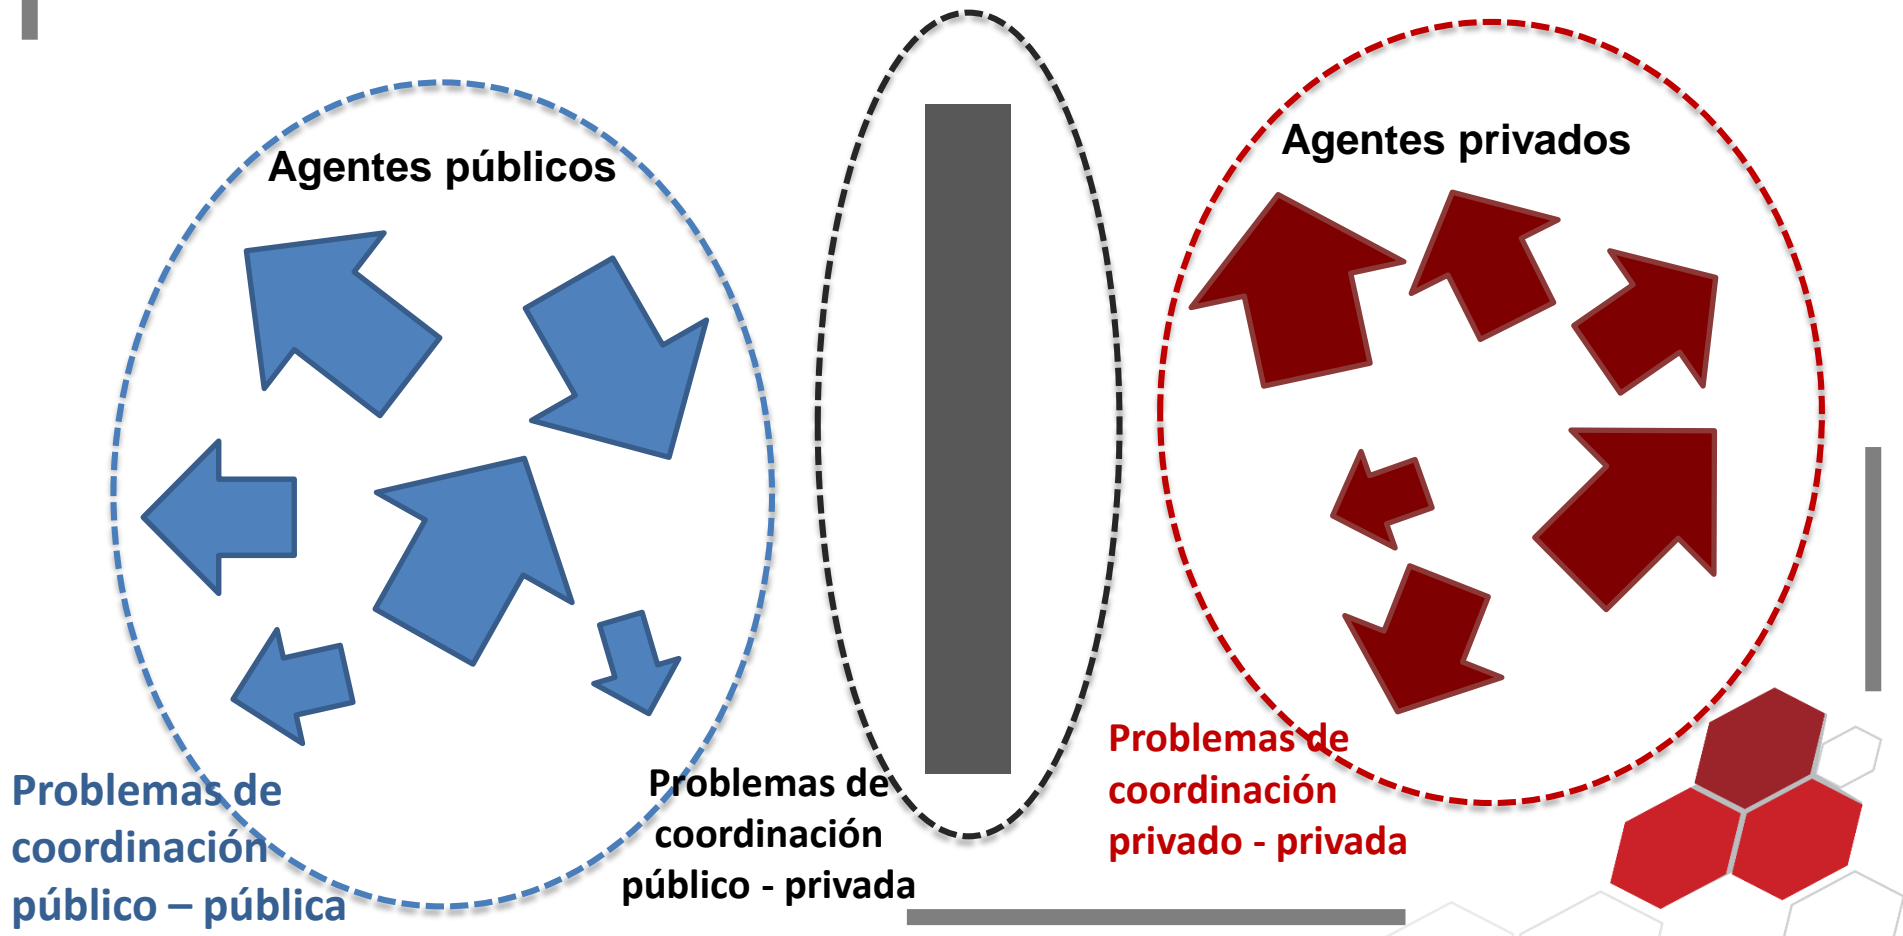 Agentes públicos
Agentes privados
Problemas de
coordinación
público – pública
Problemas de
coordinación
público - privada
Problemas de
coordinación
privado - privada